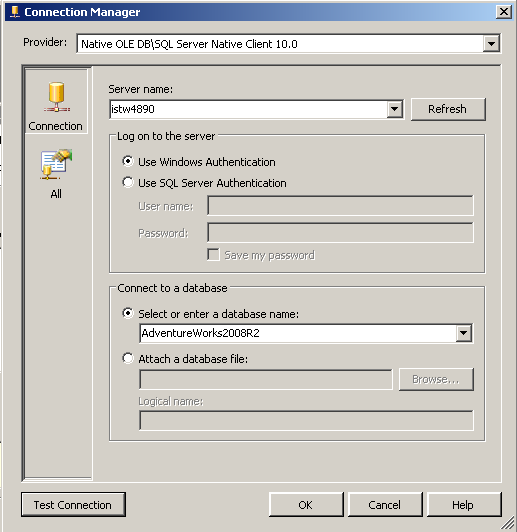 Connection Manager
Provider: Native OLE DB\SQL Server Native Client 10.0
Connection
All
Server name:
istw4890 Refresh
Log on to the server
Use Windows Authentication
Use SQL Server Authentication
User name:
Password:
Save my password
Connect to a database
Select or enter a database name:
AdventureWorks2008R2
Attach a database file:
Browse...
Logical name:
Test Connection OK Cancel Help